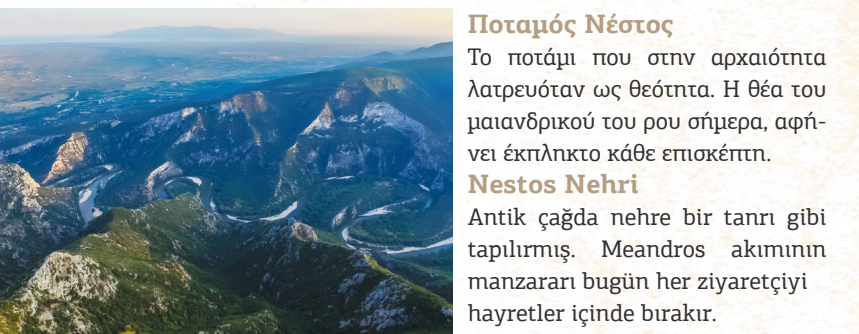 Ποταμός Νέστος
Το ποτάμι που στην αρχαιότητα
λατρευόταν ως θεότητα. Η θέα του
μαιανδρικού του ρου σήμερα, αφή-
νει έκπληκτο κάθε επισκέπτη.
Nestos Nehri
Antik çağda nehre bir tanrı gibi
tapılırmış. Meandros akımının
manzararı bugün her ziyaretçiyi
hayretler içinde bırakır.